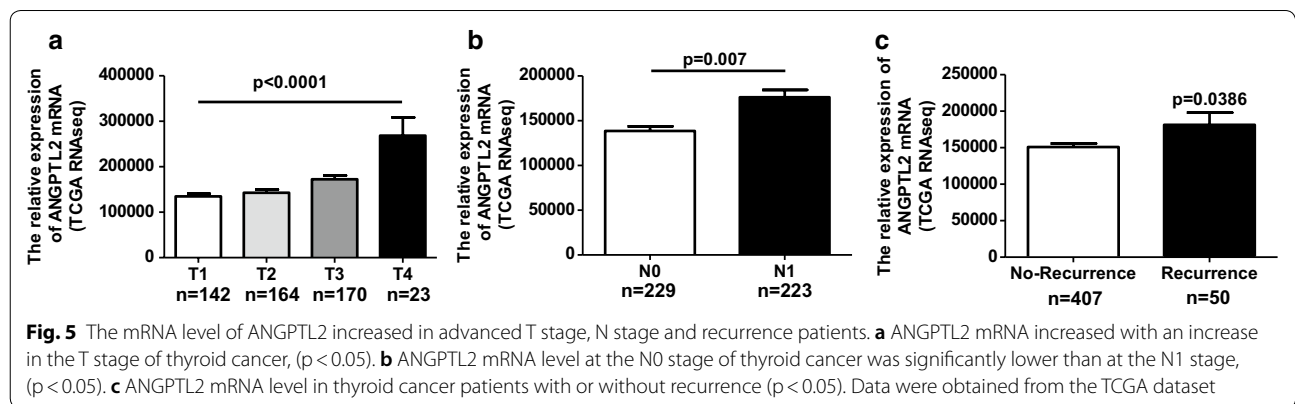 a
The relative expression
of ANGPTL2 mRNA
(TCGA RNAseq)
400000
300000
200000
100000
0
p<0.0001
T1 T2 T3 T4
n=142 n=164 n=170 n=23
b
The relative expression
of ANGPTL2 mRNA
(TCGA RNAseq)
200000
150000
100000
50000
0
p=0.007
N0 N1
n=229 n=223
c
The relative expression of
ANGPTL2 mRNA
(TCGA RNAseq)
250000
200000
150000
100000
50000
0
p=0.0386
No-Recurrence Recurrence
n=407 n=50
Fig. 5 The mRNA level of ANGPTL2 increased in advanced T stage, N stage and recurrence patients. a ANGPTL2 mRNA increased with an increase
in the T stage of thyroid cancer, (p < 0.05). b ANGPTL2 mRNA level at the N0 stage of thyroid cancer was significantly lower than at the N1 stage,
(p < 0.05). c ANGPTL2 mRNA level in thyroid cancer patients with or without recurrence (p < 0.05). Data were obtained from the TCGA dataset